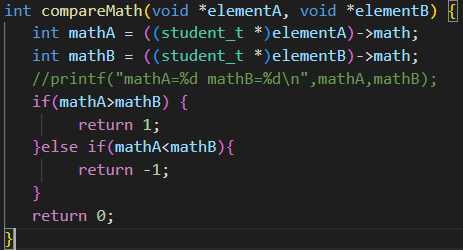 int compareMath(void *elementA, void *elementB) {
    int mathA = ((student_t *)elementA)->math;
    int mathB = ((student_t *)elementB)->math;
    //printf("mathA=%d mathB=%d\n",mathA,mathB);
    if(mathA>mathB) {
        return 1;
    }else if(mathA<mathB){
        return -1;
    }
    return 0;
}